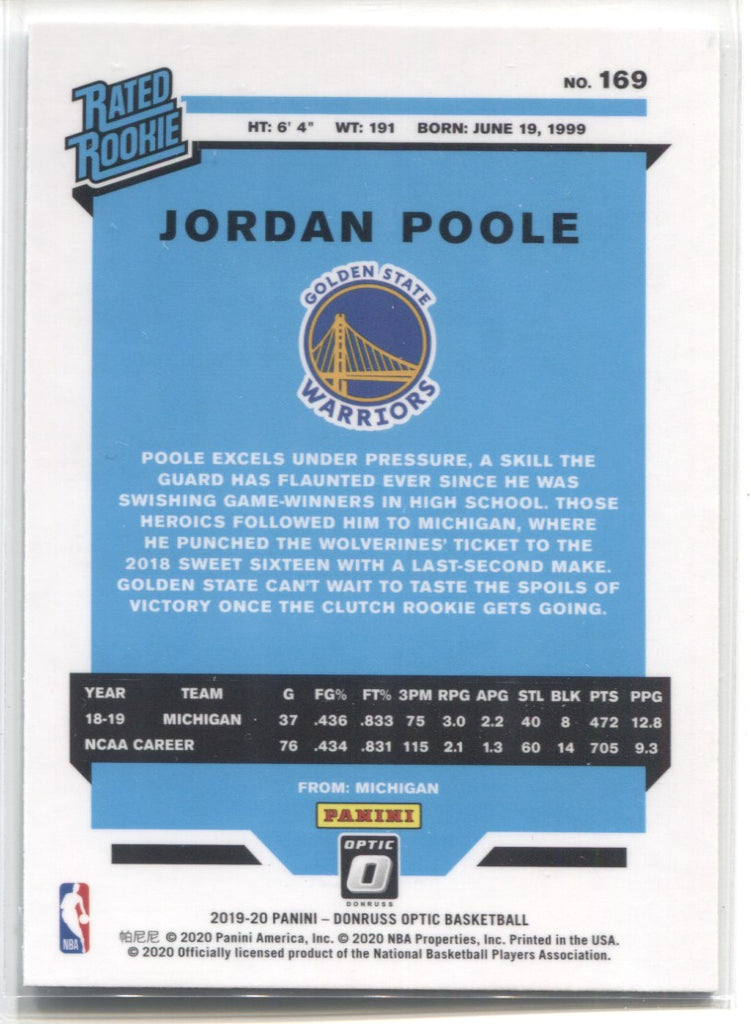 NO. 169
RATED
ROOKIE
HT: 6' 4" WT: 191 BORN: JUNE 19, 1999
JORDAN POOLE
GOLDEN STATE
WARRIORS
POOLE EXCELS UNDER PRESSURE, A SKILL THE
GUARD HAS FLAUNTED EVER SINCE HE WAS
SWISHING GAME-WINNERS IN HIGH SCHOOL. THOSE
HEROICS FOLLOWED HIM TO MICHIGAN, WHERE
HE PUNCHED THE WOLVERINES' TICKET TO THE
2018 SWEET SIXTEEN WITH A LAST-SECOND MAKE.
GOLDEN STATE CAN'T WAIT TO TASTE THE SPOILS OF
VICTORY ONCE THE CLUTCH ROOKIE GETS GOING.
YEAR TEAM G FG% FT% 3PM RPG APG STL BLK PTS PPG
18-19 MICHIGAN 37 .436 .833 75 3.0 2.2 40 8 472 12.8
NCAA CAREER 76 .434 .831 115 2.1 1.3 60 14 705 9.3
FROM: MICHIGAN
PANINI
OPTIC
O
DONRUSS
NBA
2019-20 PANINI – DONRUSS OPTIC BASKETBALL
帕尼尼 © 2020 Panini America, Inc. © 2020 NBA Properties, Inc. Printed in the USA.
© 2020 Officially licensed product of the National Basketball Players Association.